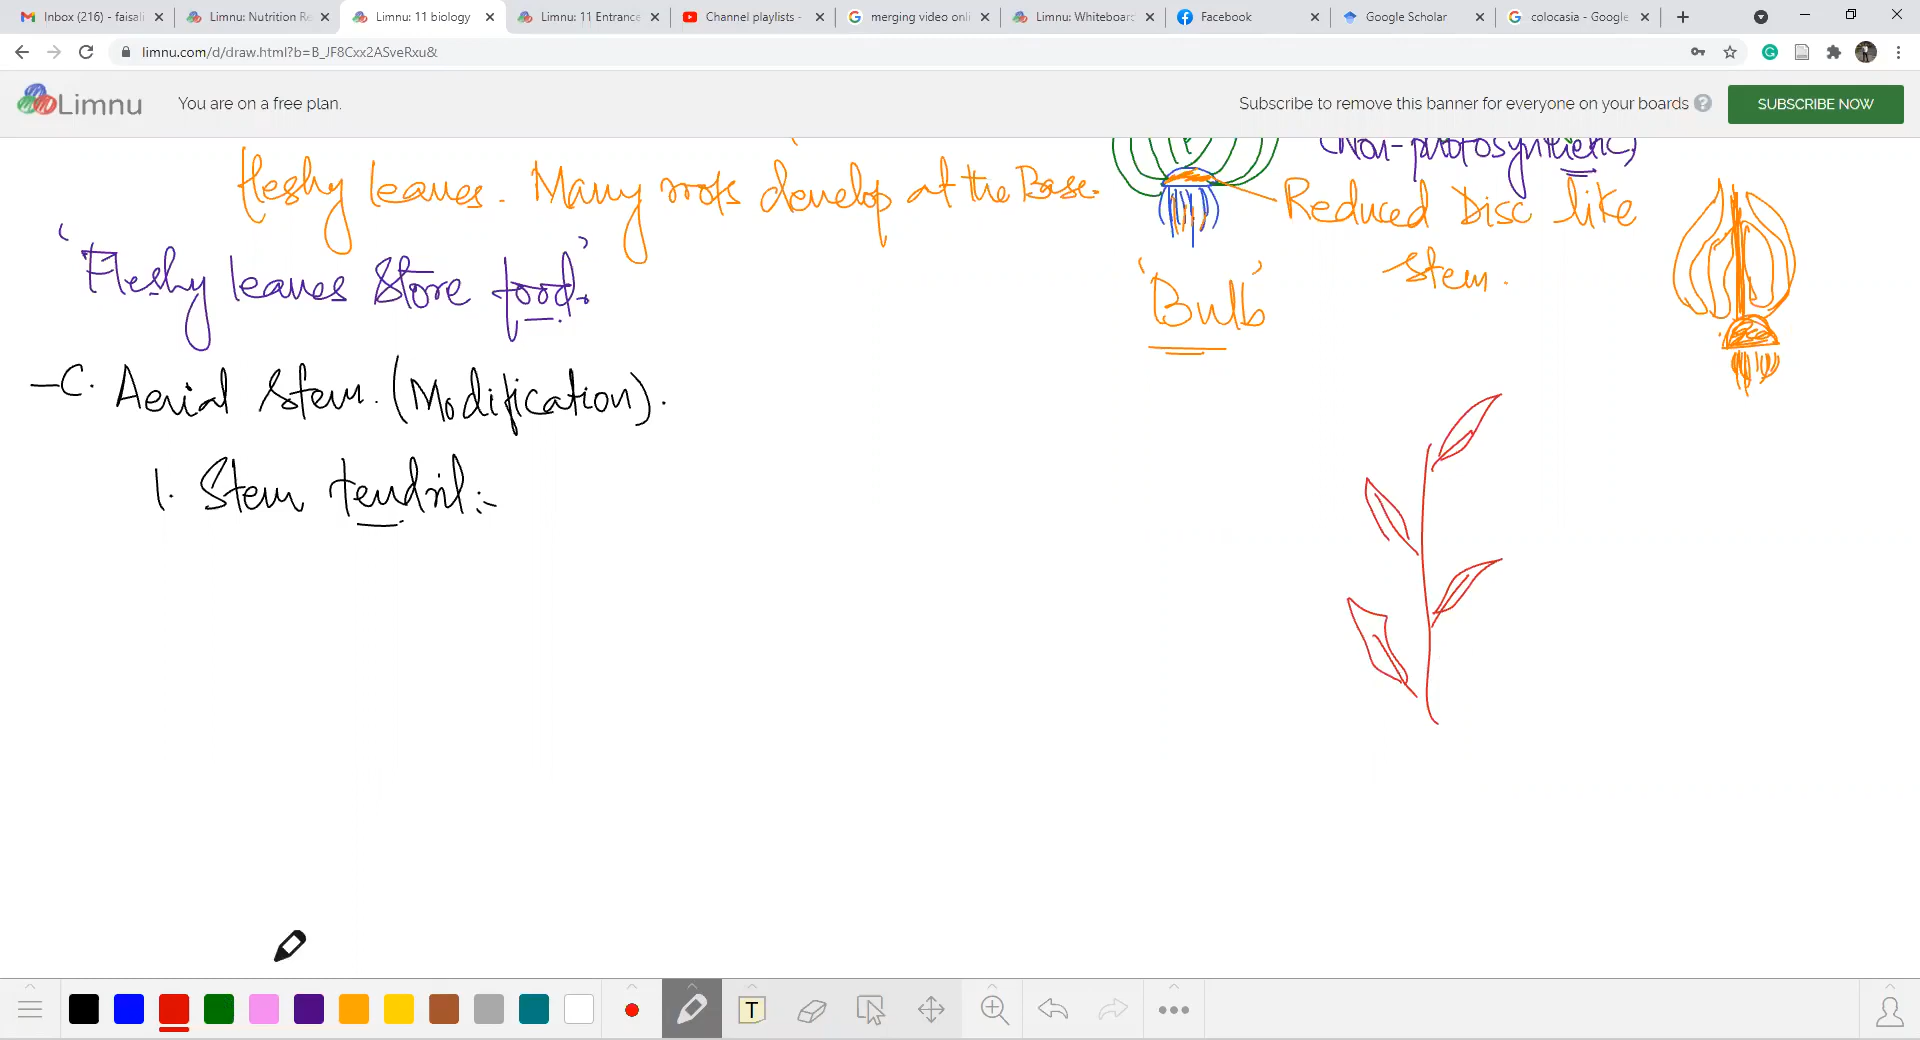 Inbox (216) - faisali
Limnu: Nutrition Re
Limnu: 11 biology
Limnu: 11 Entrance
Channel playlists -
merging video onli
Limnu: Whiteboard
Facebook
Google Scholar
colocasia - Google
limnu.com/d/draw.html?b=B_JF8Cxx2ASveRxu&
Limnu
You are on a free plan.
Subscribe to remove this banner for everyone on your boards ?
SUBSCRIBE NOW
(Non-photosynthetic)
fleshy leaves. Many roots develop at the Base.
Reduced Disc like
stem.
'Fleshy leaves store food.'
'Bulb'
-C. Aerial Stem. (Modification).
1. Stem tendril:-
T